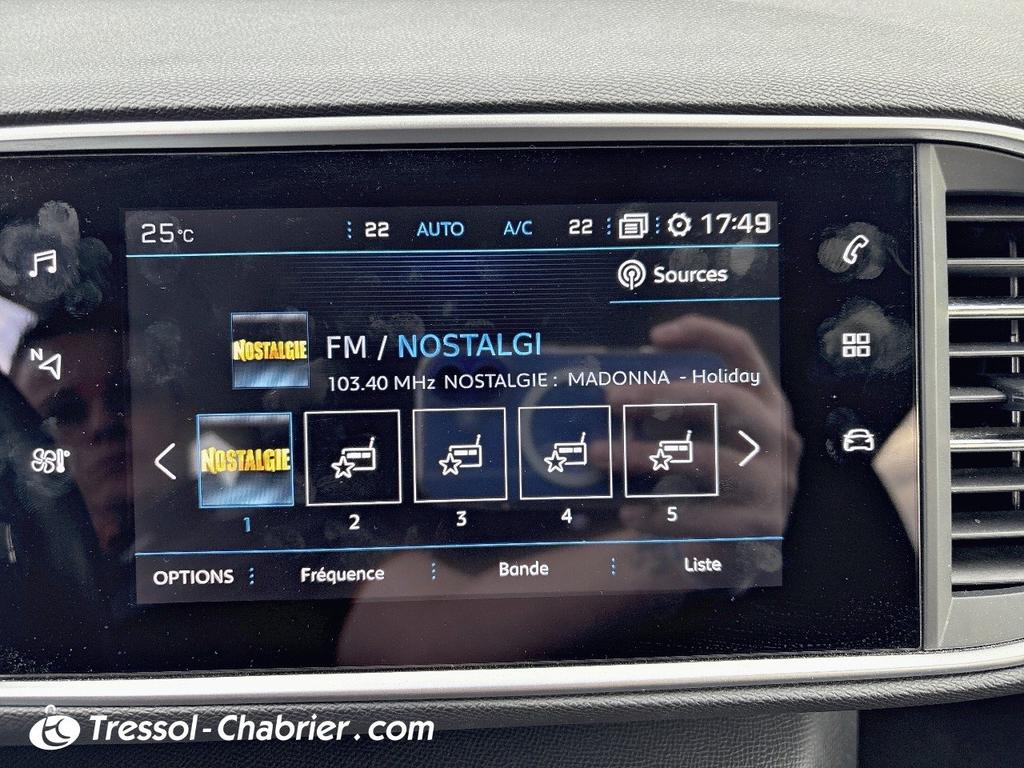 25°C 22 AUTO A/C 22 17:49
Sources
NOSTALGIE
FM / NOSTALGI
103.40 MHz NOSTALGIE : MADONNA - Holiday
N
NOSTALGIE
1 2 3 4 5
OPTIONS Fréquence Bande Liste
Tressol-Chabrier.com